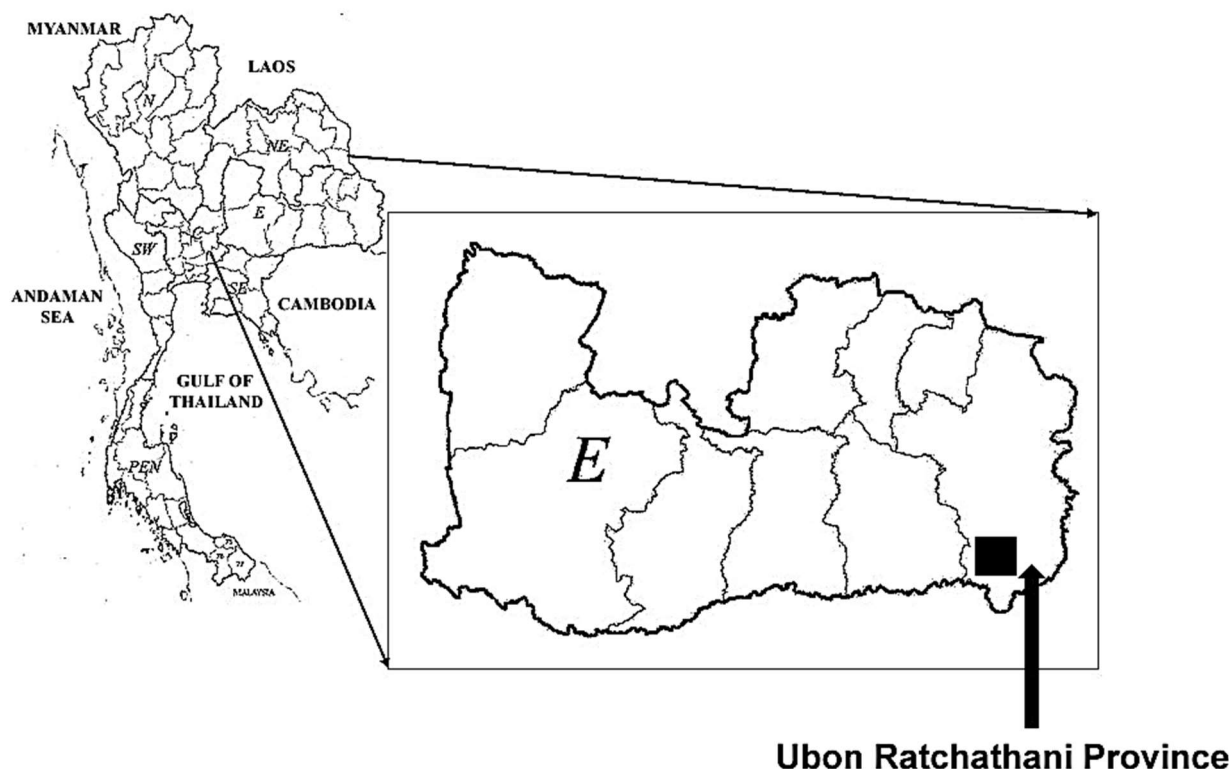 MYANMAR
LAOS
N
NE
E
C
SW
SE
ANDAMAN
SEA
CAMBODIA
GULF OF
THAILAND
PEN
MALAYSIA
E
Ubon Ratchathani Province